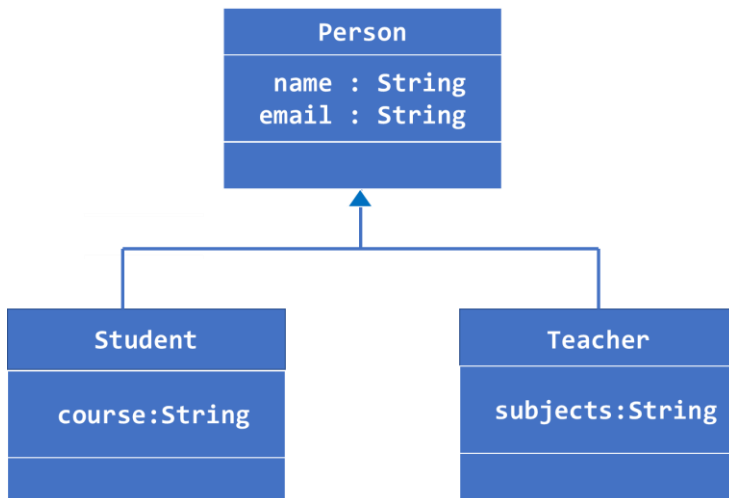 Person
name : String
email : String
Student
Teacher
course:String
subjects:String